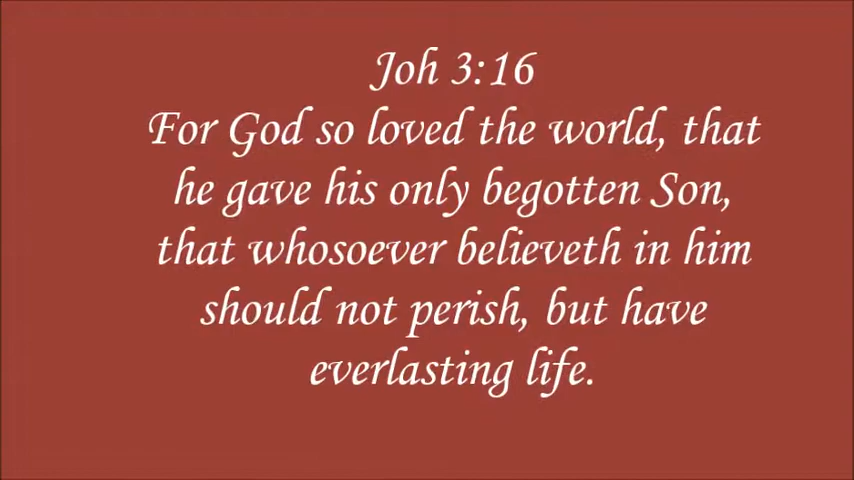 Joh 3:16
For God so loved the world, that
he gave his only begotten Son,
that whosoever believeth in him
should not perish, but have
everlasting life.